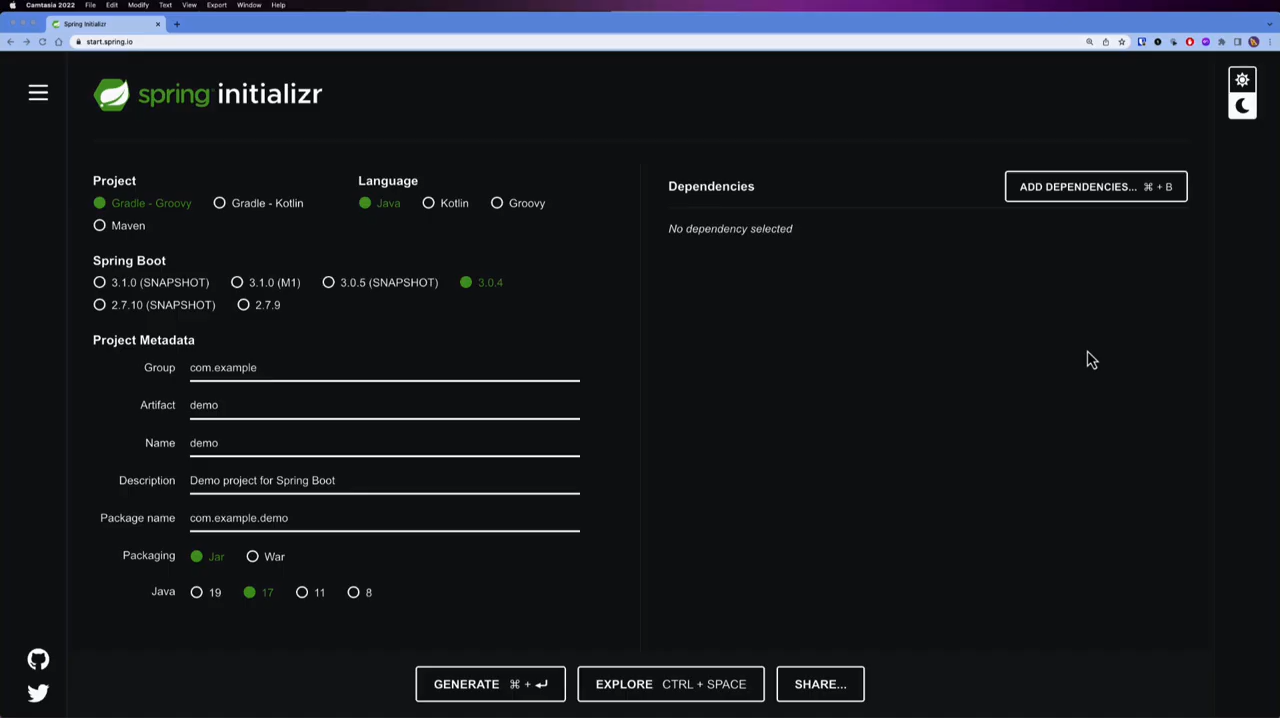 Camtasia 2022 File Edit Modify Text View Export Window Help
Spring Initializr
start.spring.io
spring initializr
Project
Gradle - Groovy Gradle - Kotlin
Maven
Language
Java Kotlin Groovy
Spring Boot
3.1.0 (SNAPSHOT) 3.1.0 (M1) 3.0.5 (SNAPSHOT) 3.0.4
2.7.10 (SNAPSHOT) 2.7.9
Project Metadata
Group com.example
Artifact demo
Name demo
Description Demo project for Spring Boot
Package name com.example.demo
Packaging Jar War
Java 19 17 11 8
Dependencies
ADD DEPENDENCIES... ⌘ + B
No dependency selected
GENERATE ⌘ + ↵
EXPLORE CTRL + SPACE
SHARE...